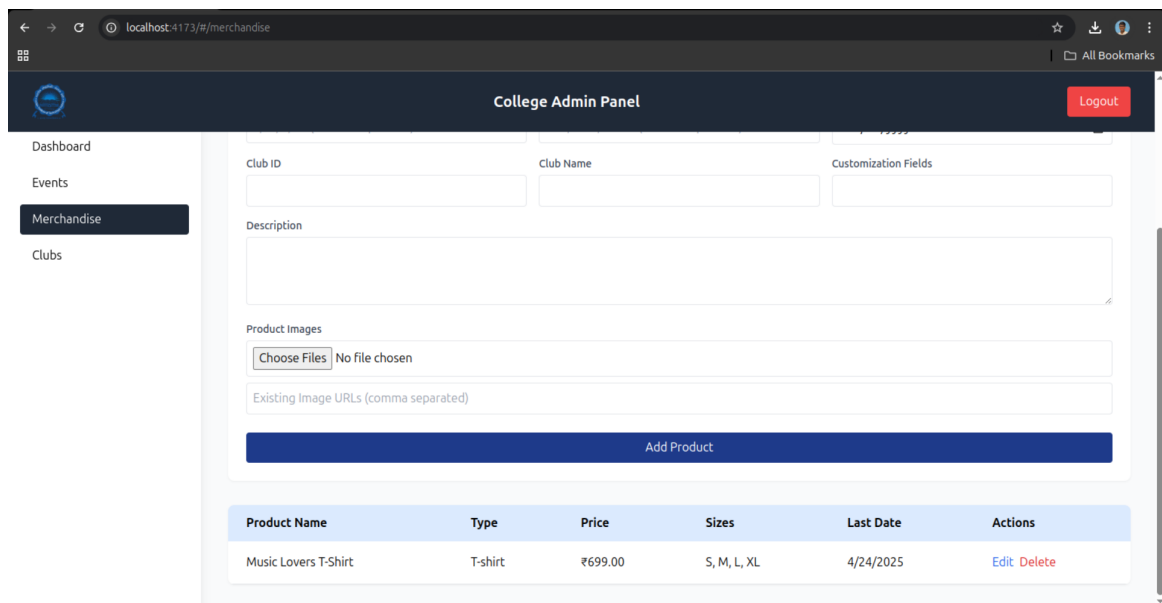 localhost:4173/#/merchandise
All Bookmarks
College Admin Panel
Logout
Dashboard
Events
Merchandise
Clubs
Club ID Club Name Customization Fields
Description
Product Images
Choose Files No file chosen
Existing Image URLs (comma separated)
Add Product
Product Name Type Price Sizes Last Date Actions
Music Lovers T-Shirt T-shirt ₹699.00 S, M, L, XL 4/24/2025 Edit Delete